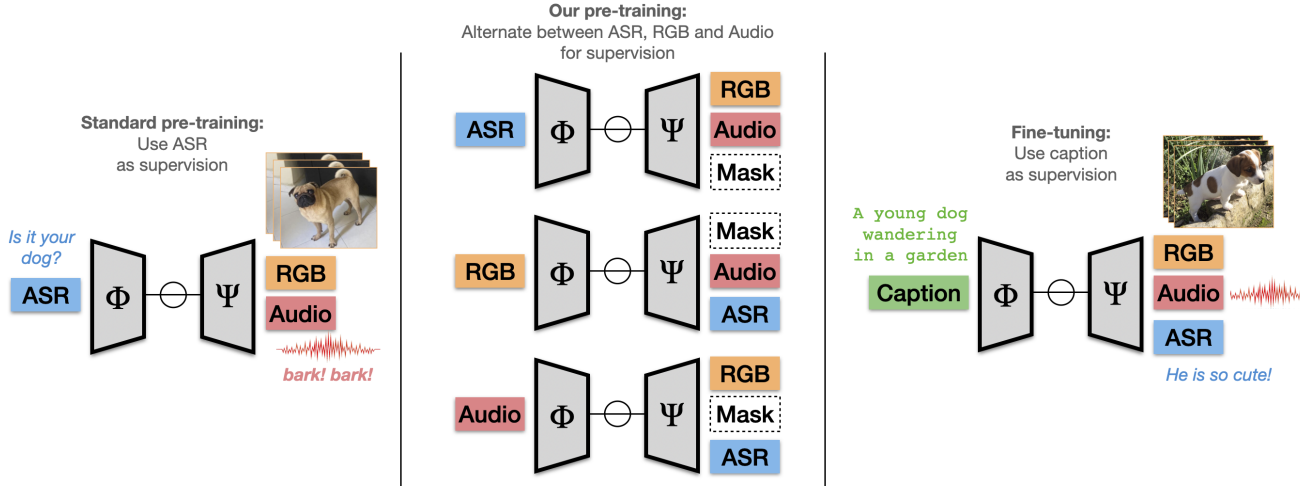 Standard pre-training:
Use ASR
as supervision
Is it your
dog?
ASR
Φ
Ψ
RGB
Audio
bark! bark!
Our pre-training:
Alternate between ASR, RGB and Audio
for supervision
ASR
Φ
Ψ
RGB
Audio
Mask
RGB
Φ
Ψ
Mask
Audio
ASR
Audio
Φ
Ψ
RGB
Mask
ASR
Fine-tuning:
Use caption
as supervision
A young dog
wandering
in a garden
Caption
Φ
Ψ
RGB
Audio
ASR
He is so cute!